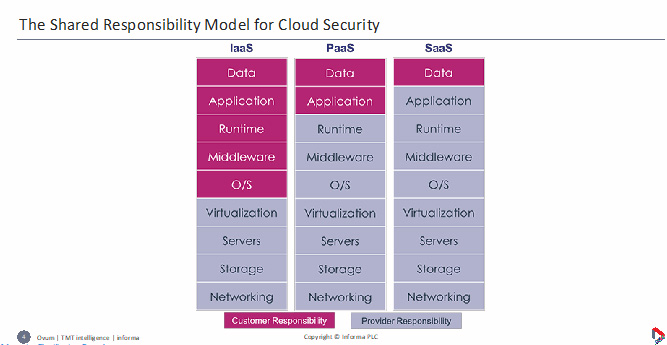 The Shared Responsibility Model for Cloud Security
IaaS PaaS SaaS
Data Data Data
Application Application Application
Runtime Runtime Runtime
Middleware Middleware Middleware
O/S O/S O/S
Virtualization Virtualization Virtualization
Servers Servers Servers
Storage Storage Storage
Networking Networking Networking
Customer Responsibility Provider Responsibility
4 Ovum | TMT intelligence | informa Copyright © Informa PLC